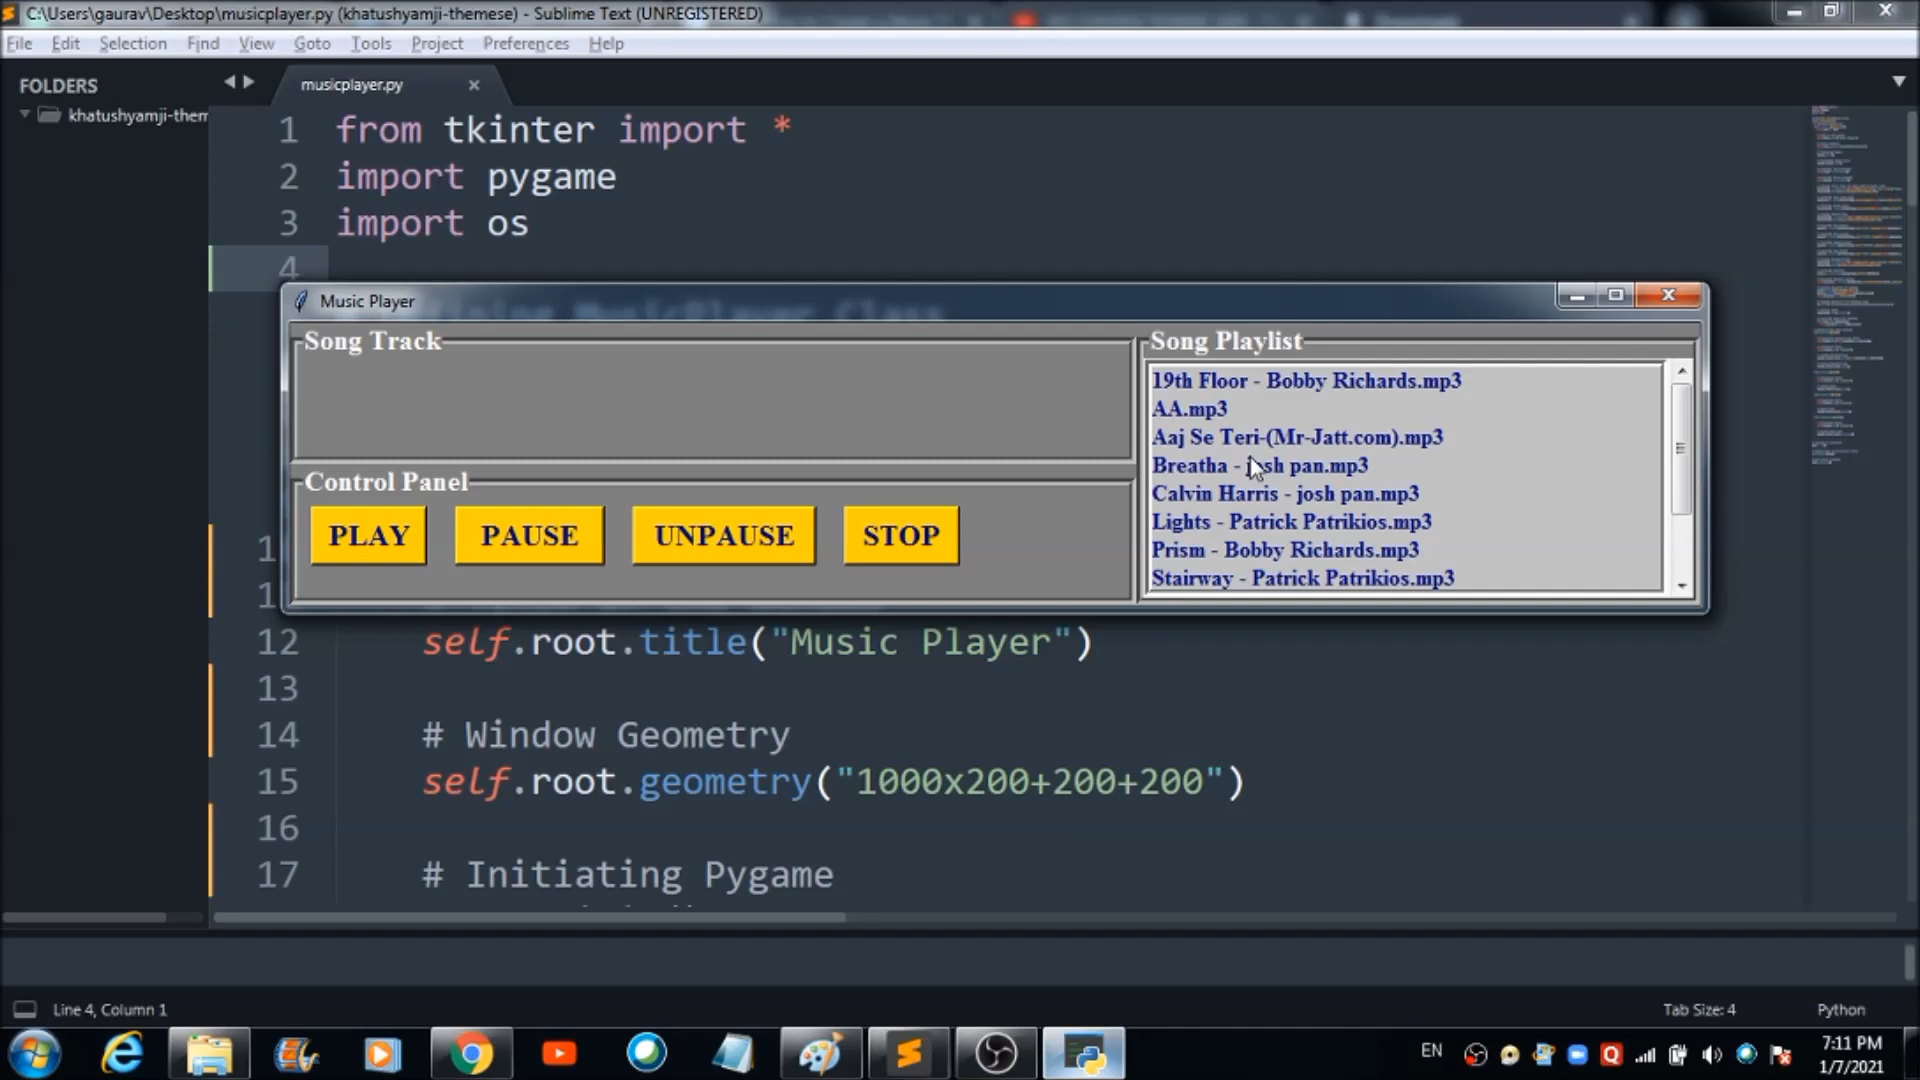 C:\Users\gaurav\Desktop\musicplayer.py (khatushyamji-themese) - Sublime Text (UNREGISTERED)
File Edit Selection Find View Goto Tools Project Preferences Help
FOLDERS
khatushyamji-them
musicplayer.py
1 from tkinter import *
2 import pygame
3 import os
4
MusicPlayer Class
Music Player
Song Track
Control Panel
PLAY PAUSE UNPAUSE STOP
Song Playlist
19th Floor - Bobby Richards.mp3
AA.mp3
Aaj Se Teri-(Mr-Jatt.com).mp3
Breatha - josh pan.mp3
Calvin Harris - josh pan.mp3
Lights - Patrick Patrikios.mp3
Prism - Bobby Richards.mp3
Stairway - Patrick Patrikios.mp3
12 self.root.title("Music Player")
13
14 # Window Geometry
15 self.root.geometry("1000x200+200+200")
16
17 # Initiating Pygame
Line 4, Column 1
Tab Size: 4
Python
EN
7:11 PM
1/7/2021